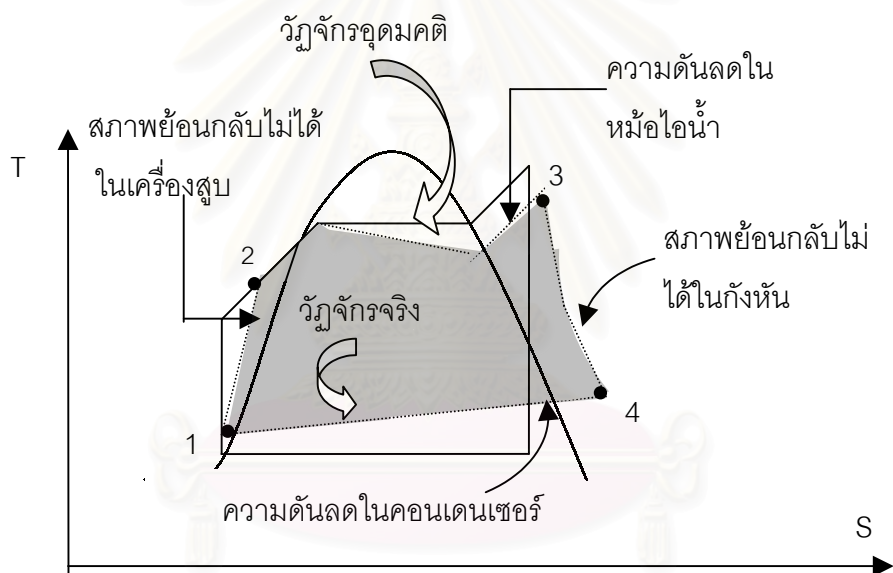 วัฏจักรอุดมคติ
ความดันลดใน
หม้อไอน้ำ
สภาพย้อนกลับไม่ได้
ในเครื่องสูบ
T
3
2
สภาพย้อนกลับไม่
ได้ในกังหัน
วัฏจักรจริง
4
1
ความดันลดในคอนเดนเซอร์
S